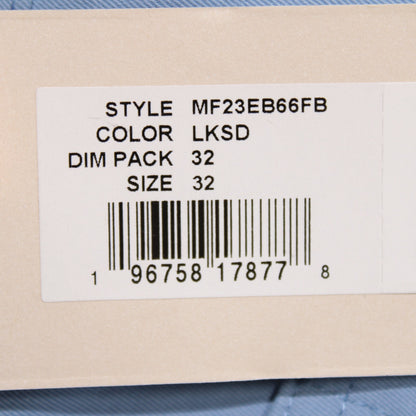 STYLE MF23EB66FB
COLOR LKSD
DIM PACK 32
SIZE 32
1 96758 17877 8